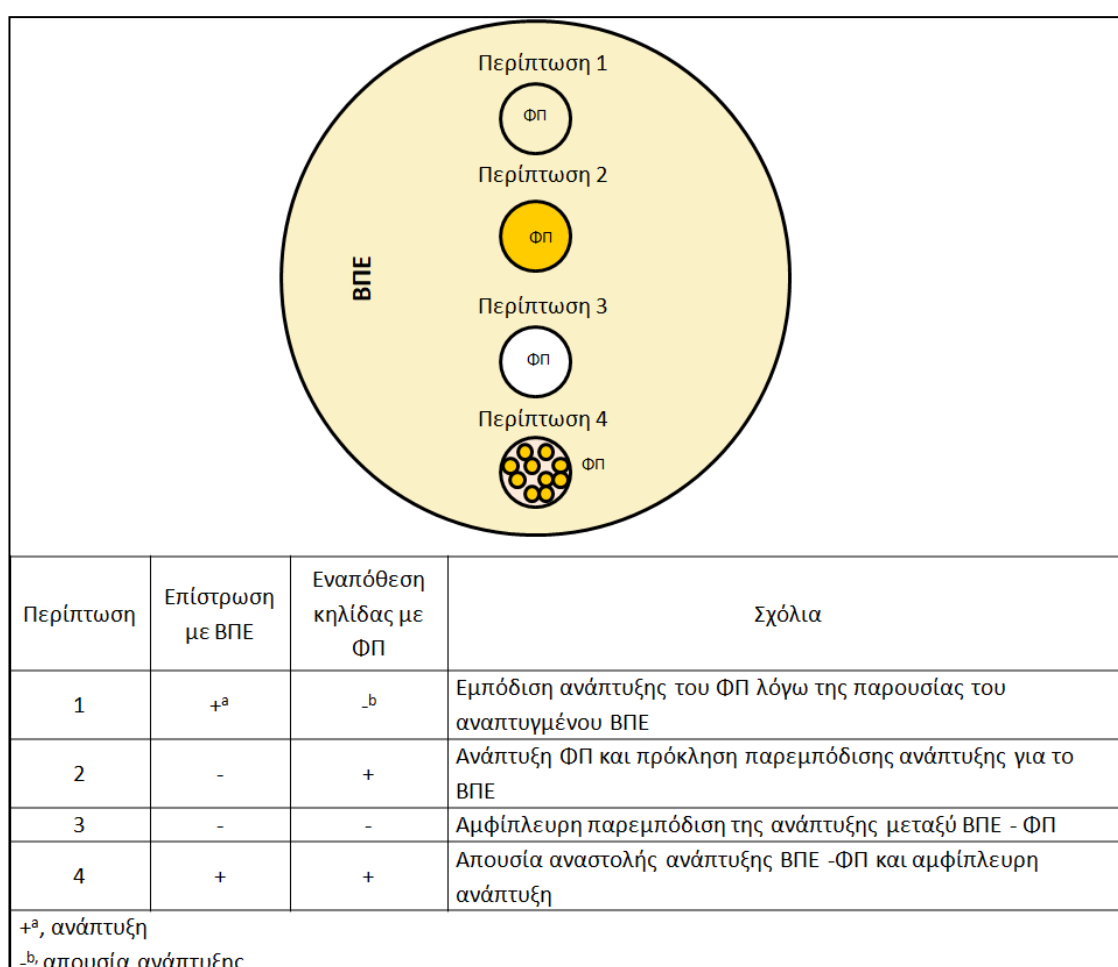 Περίπτωση 1
ΦΠ
Περίπτωση 2
ΦΠ
ΒΠΕ
Περίπτωση 3
ΦΠ
Περίπτωση 4
ΦΠ
Περίπτωση
Επίστρωση
με ΒΠΕ
Εναπόθεση
κηλίδας με
ΦΠ
Σχόλια
1
+a
-b
Εμπόδιση ανάπτυξης του ΦΠ λόγω της παρουσίας του
αναπτυγμένου ΒΠΕ
2
-
+
Ανάπτυξη ΦΠ και πρόκληση παρεμπόδισης ανάπτυξης για το
ΒΠΕ
3
-
-
Αμφίπλευρη παρεμπόδιση της ανάπτυξης μεταξύ ΒΠΕ - ΦΠ
4
+
+
Απουσία αναστολής ανάπτυξης ΒΠΕ -ΦΠ και αμφίπλευρη
ανάπτυξη
+a, ανάπτυξη
-b, απουσία ανάπτυξης